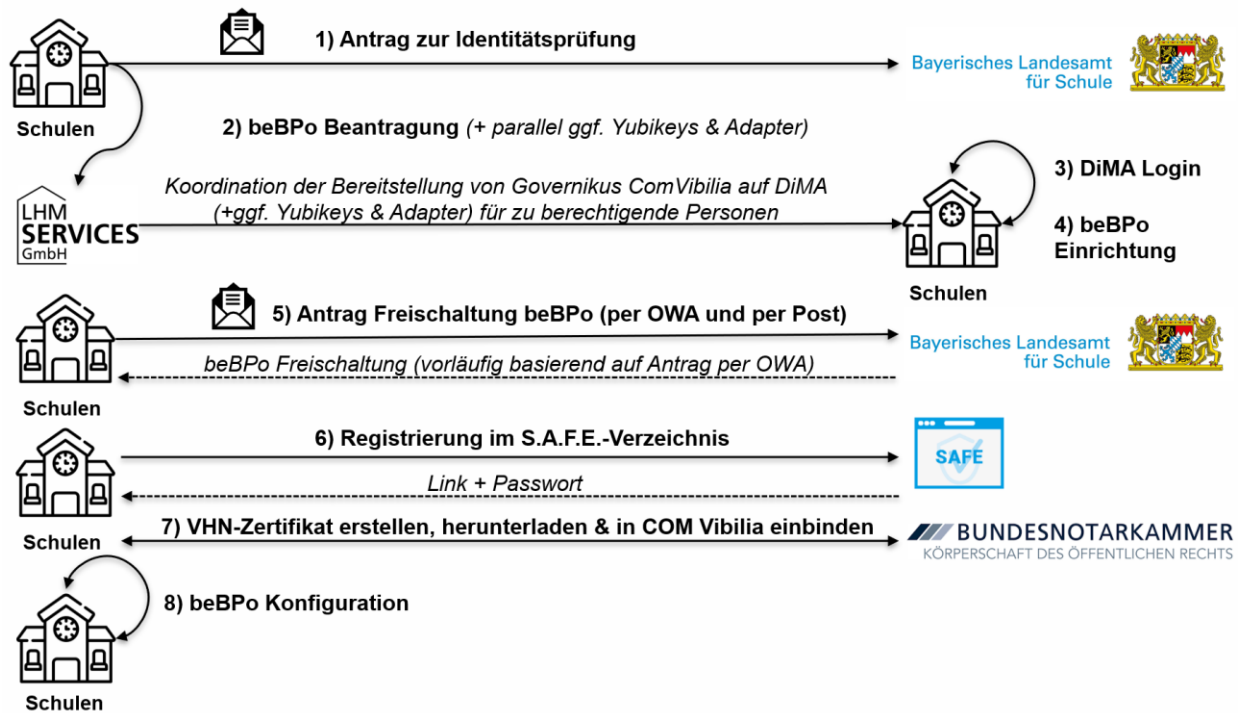 1) Antrag zur Identitätsprüfung
Bayerisches Landesamt
für Schule
Schulen
2) beBPo Beantragung (+ parallel ggf. Yubikeys & Adapter)
LHM
SERVICES
GmbH
Koordination der Bereitstellung von Governikus ComVibilia auf DiMA
(+ggf. Yubikeys & Adapter) für zu berechtigende Personen
3) DiMA Login
4) beBPo
Einrichtung
Schulen
5) Antrag Freischaltung beBPo (per OWA und per Post)
beBPo Freischaltung (vorläufig basierend auf Antrag per OWA)
Bayerisches Landesamt
für Schule
Schulen
6) Registrierung im S.A.F.E.-Verzeichnis
SAFE
Link + Passwort
Schulen
7) VHN-Zertifikat erstellen, herunterladen & in COM Vibilia einbinden
BUNDESNOTARKAMMER
KÖRPERSCHAFT DES ÖFFENTLICHEN RECHTS
8) beBPo Konfiguration
Schulen